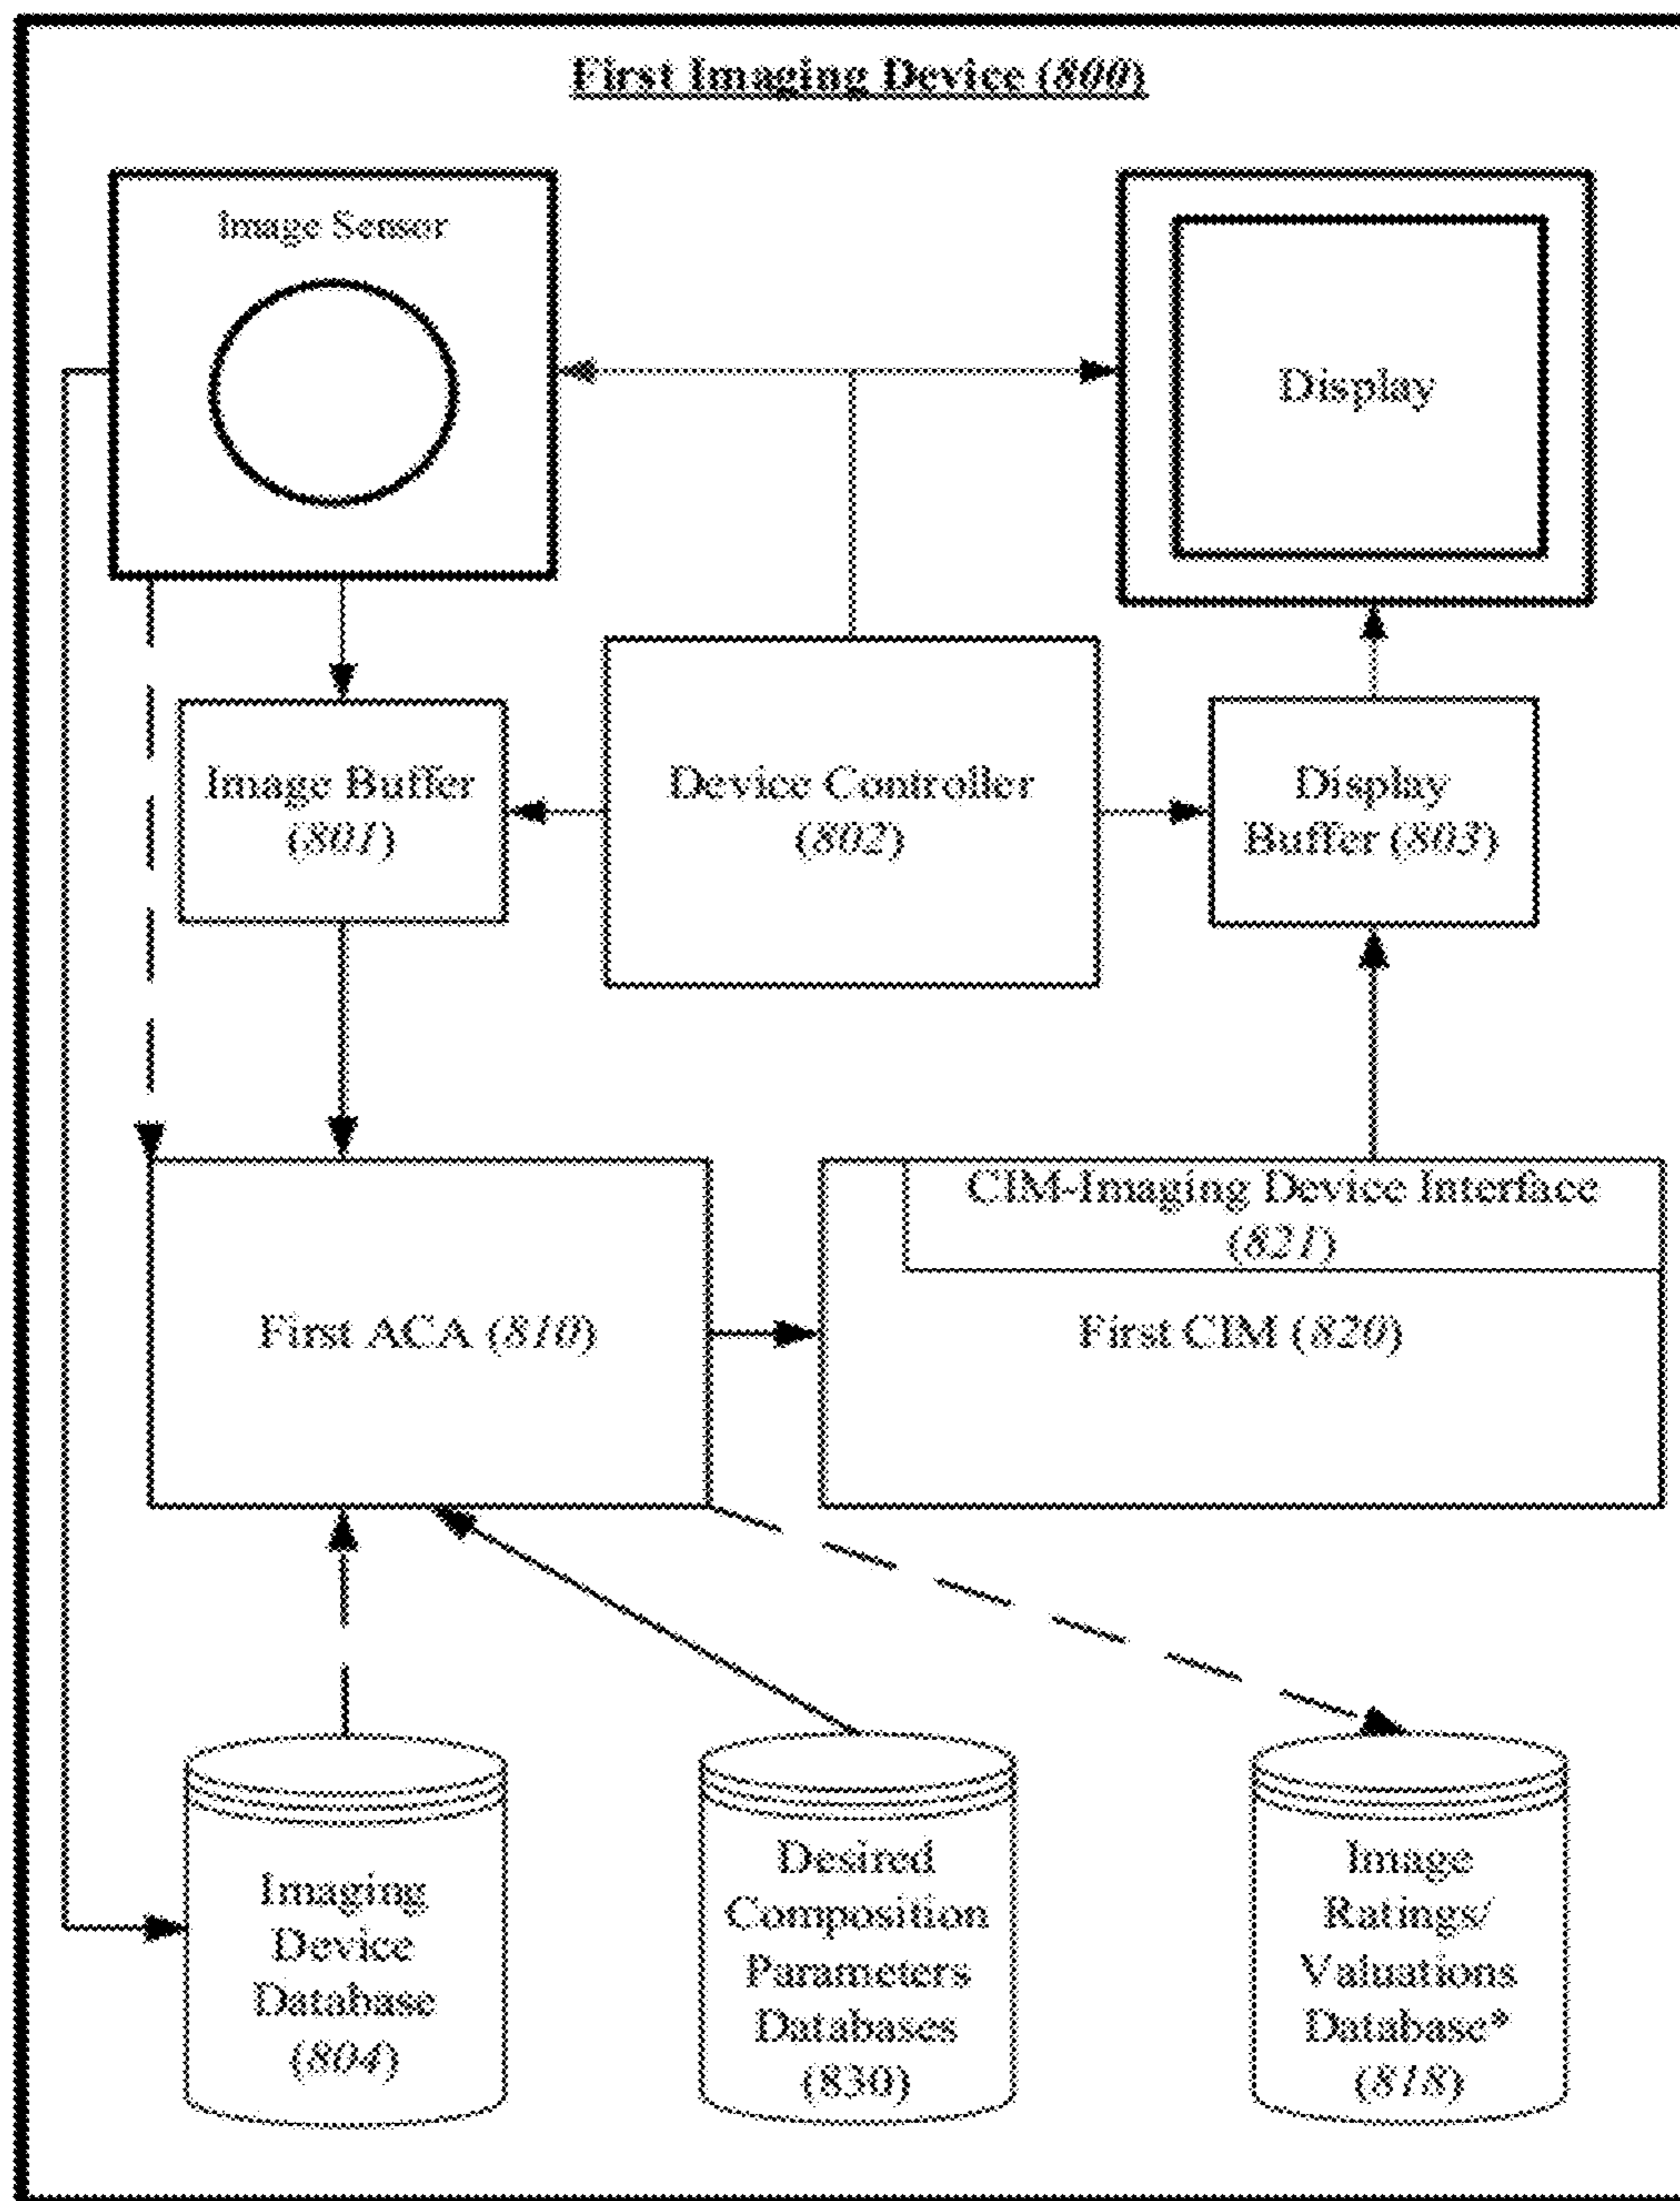 First Imaging Device (800)
Image Sensor
Display
Image Buffer
(801)
Device Controller
(802)
Display
Buffer (803)
CIM-Imaging Device Interface
(821)
First ACA (810)
First CIM (820)
Imaging
Device
Database
(804)
Desired
Composition
Parameters
Databases
(830)
Image
Ratings/
Valuations
Database*
(818)